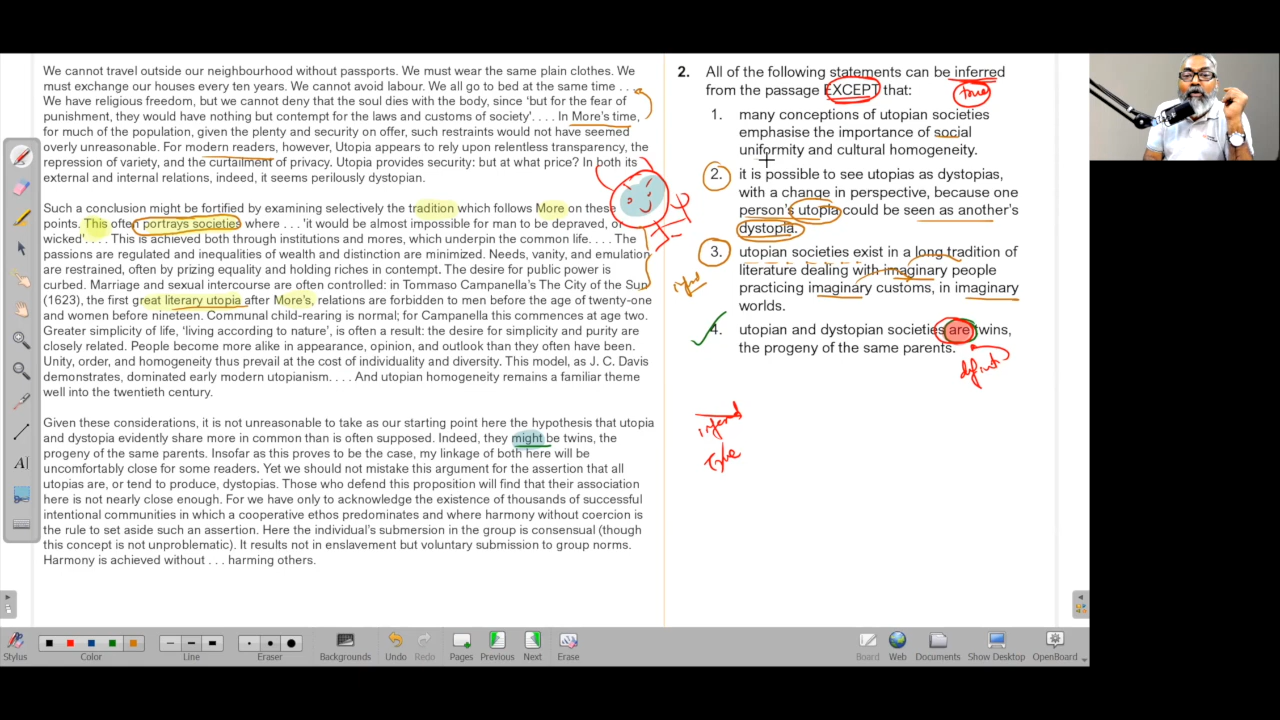 We cannot travel outside our neighbourhood without passports. We must wear the same plain clothes. We
must exchange our houses every ten years. We cannot avoid labour. We all go to bed at the same time . . .
We have religious freedom, but we cannot deny that the soul dies with the body, since 'but for the fear of
punishment, they would have nothing but contempt for the laws and customs of society'. . . . In More's time,
for much of the population, given the plenty and security on offer, such restraints would not have seemed
overly unreasonable. For modern readers, however, Utopia appears to rely upon relentless transparency, the
repression of variety, and the curtailment of privacy. Utopia provides security: but at what price? In both its
external and internal relations, indeed, it seems perilously dystopian.
Such a conclusion might be fortified by examining selectively the tradition which follows More on these
points. This often portrays societies where . . . 'it would be almost impossible for man to be depraved, or
wicked'. . . . This is achieved both through institutions and mores, which underpin the common life. . . . The
passions are regulated and inequalities of wealth and distinction are minimized. Needs, vanity, and emulation
are restrained, often by prizing equality and holding riches in contempt. The desire for public power is
curbed. Marriage and sexual intercourse are often controlled: in Tommaso Campanella's The City of the Sun
(1623), the first great literary utopia after More's, relations are forbidden to men before the age of twenty-one
and women before nineteen. Communal child-rearing is normal; for Campanella this commences at age two.
Greater simplicity of life, 'living according to nature', is often a result: the desire for simplicity and purity are
closely related. People become more alike in appearance, opinion, and outlook than they often have been.
Unity, order, and homogeneity thus prevail at the cost of individuality and diversity. This model, as J. C. Davis
demonstrates, dominated early modern utopianism. . . . And utopian homogeneity remains a familiar theme
well into the twentieth century.
Given these considerations, it is not unreasonable to take as our starting point here the hypothesis that utopia
and dystopia evidently share more in common than is often supposed. Indeed, they might be twins, the
progeny of the same parents. Insofar as this proves to be the case, my linkage of both here will be
uncomfortably close for some readers. Yet we should not mistake this argument for the assertion that all
utopias are, or tend to produce, dystopias. Those who defend this proposition will find that their association
here is not nearly close enough. For we have only to acknowledge the existence of thousands of successful
intentional communities in which a cooperative ethos predominates and where harmony without coercion is
the rule to set aside such an assertion. Here the individual's submersion in the group is consensual (though
this concept is not unproblematic). It results not in enslavement but voluntary submission to group norms.
Harmony is achieved without . . . harming others.
2. All of the following statements can be inferred
from the passage EXCEPT that:
true
1. many conceptions of utopian societies
emphasise the importance of social
uniformity and cultural homogeneity.
2. it is possible to see utopias as dystopias,
with a change in perspective, because one
person's utopia could be seen as another's
dystopia.
3. utopian societies exist in a long tradition of
literature dealing with imaginary people
practicing imaginary customs, in imaginary
worlds.
4. utopian and dystopian societies are twins,
the progeny of the same parents.
inferred
Stylus
Color
Line
Eraser
Backgrounds
Undo
Redo
Pages
Previous
Next
Erase
Board
Web
Documents
Show Desktop
OpenBoard